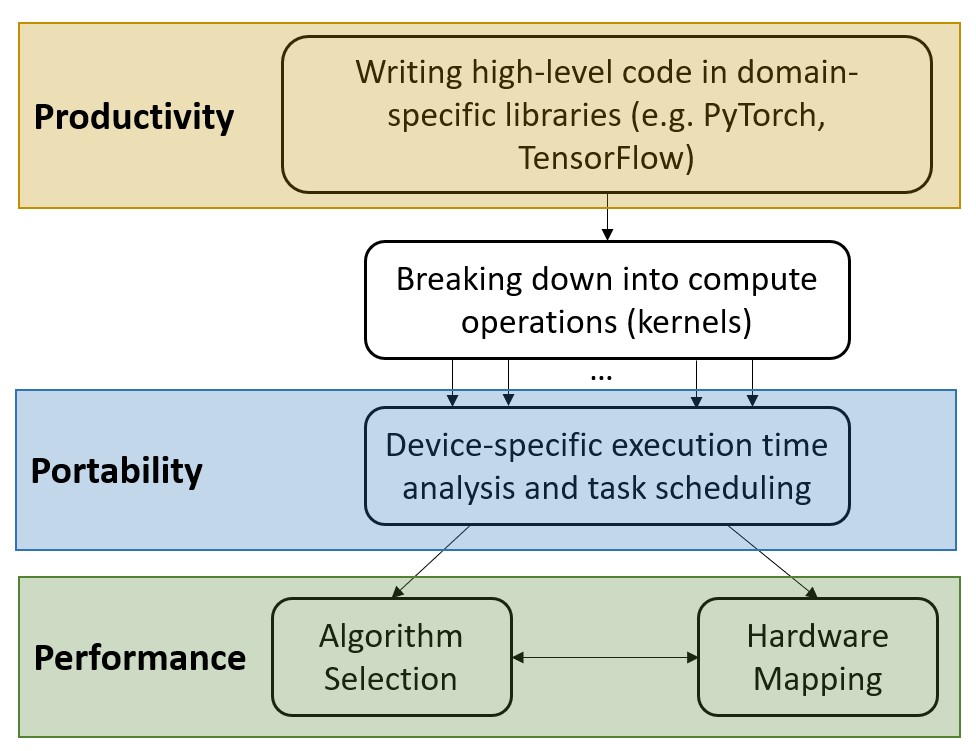 Productivity
Writing high-level code in domain-
specific libraries (e.g. PyTorch,
TensorFlow)
Breaking down into compute
operations (kernels)
...
Portability
Device-specific execution time
analysis and task scheduling
Performance
Algorithm
Selection
Hardware
Mapping